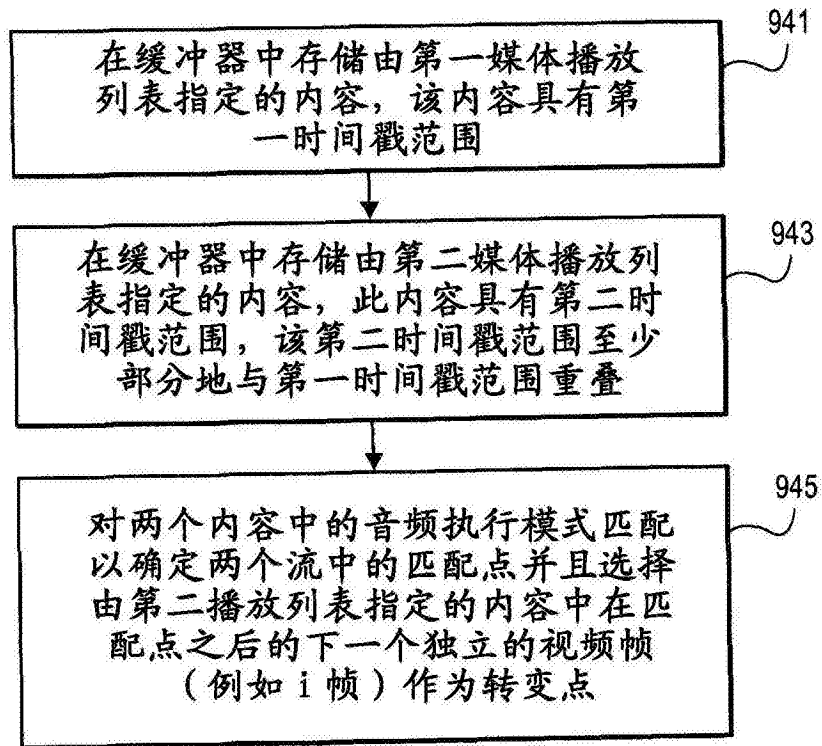 941
在缓冲器中存储由第一媒体播放
列表指定的内容，该内容具有第
一时间戳范围
943
在缓冲器中存储由第二媒体播放列
表指定的内容，此内容具有第二时
间戳范围，该第二时间戳范围至少
部分地与第一时间戳范围重叠
945
对两个内容中的音频执行模式匹配
以确定两个流中的匹配点并且选择
由第二播放列表指定的内容中在匹
配点之后的下一个独立的视频帧
（例如i帧）作为转变点